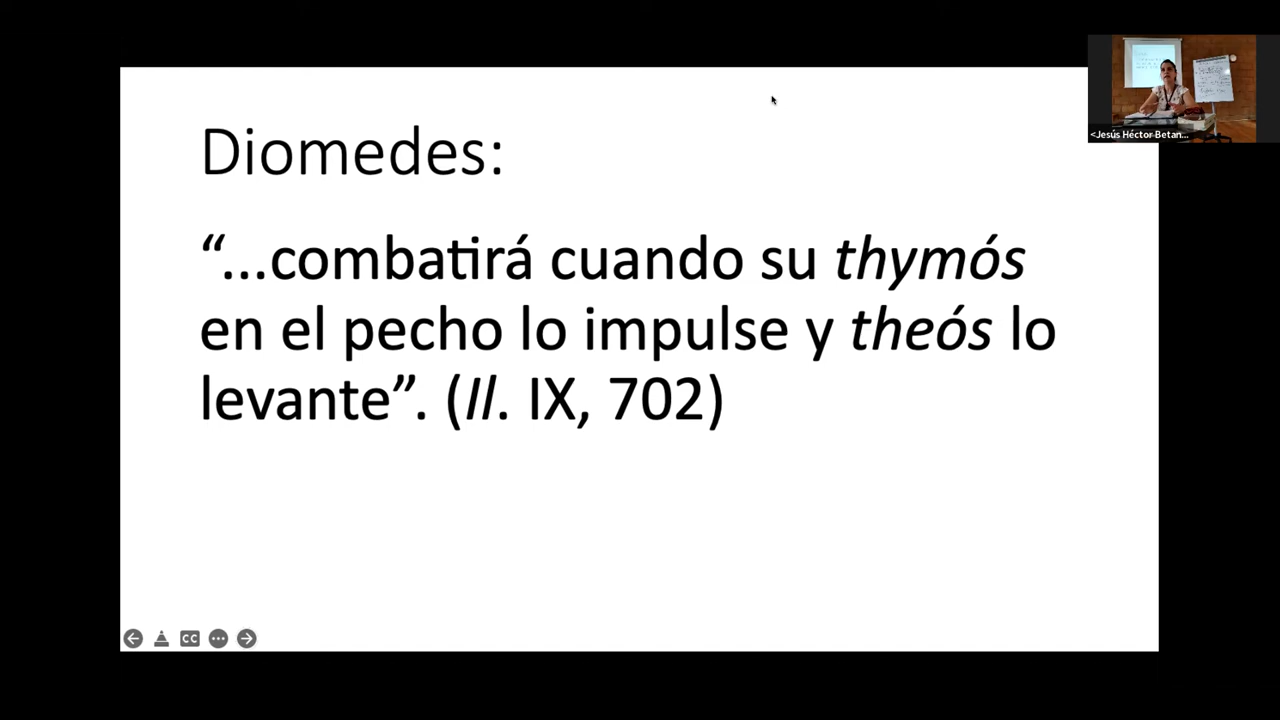 Diomedes:
“...combatirá cuando su thymós
en el pecho lo impulse y theós lo
levante”. (Il. IX, 702)
<Jesús Héctor Betan...
CC